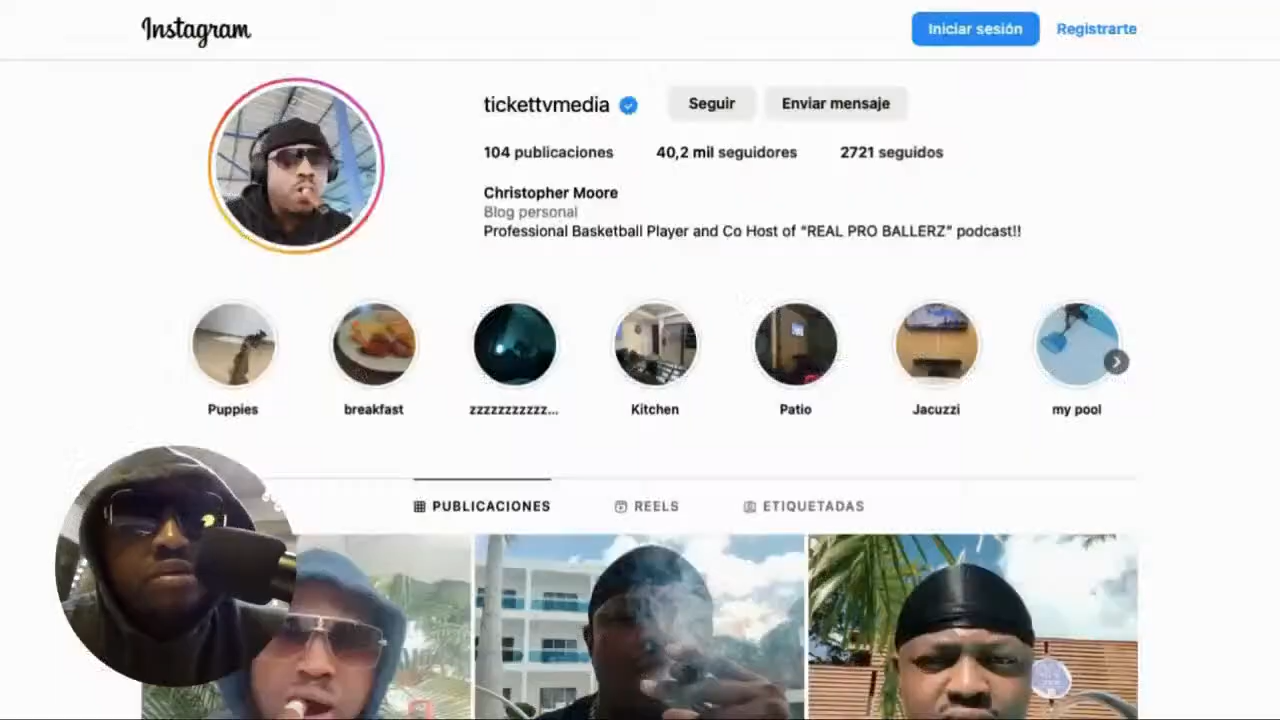 Instagram
Iniciar sesión
Registrarte
tickettvmedia
Seguir
Enviar mensaje
104 publicaciones
40,2 mil seguidores
2721 seguidos
Christopher Moore
Blog personal
Professional Basketball Player and Co Host of “REAL PRO BALLERZ” podcast!!
Puppies
breakfast
zzzzzzzzzzz...
Kitchen
Patio
Jacuzzi
my pool
PUBLICACIONES
REELS
ETIQUETADAS